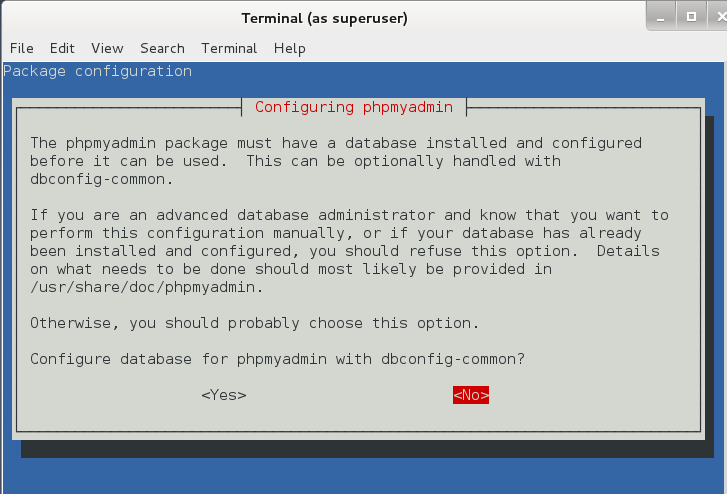 Terminal (as superuser)
File Edit View Search Terminal Help
Package configuration
Configuring phpmyadmin
The phpmyadmin package must have a database installed and configured
before it can be used.  This can be optionally handled with
dbconfig-common.
If you are an advanced database administrator and know that you want to
perform this configuration manually, or if your database has already
been installed and configured, you should refuse this option.  Details
on what needs to be done should most likely be provided in
/usr/share/doc/phpmyadmin.
Otherwise, you should probably choose this option.
Configure database for phpmyadmin with dbconfig-common?
<Yes> <No>